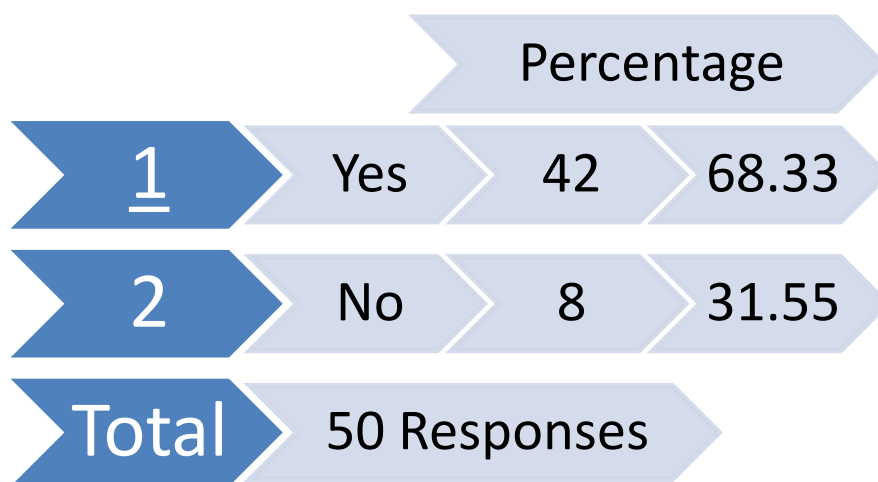 Percentage
1 Yes 42 68.33
2 No 8 31.55
Total 50 Responses